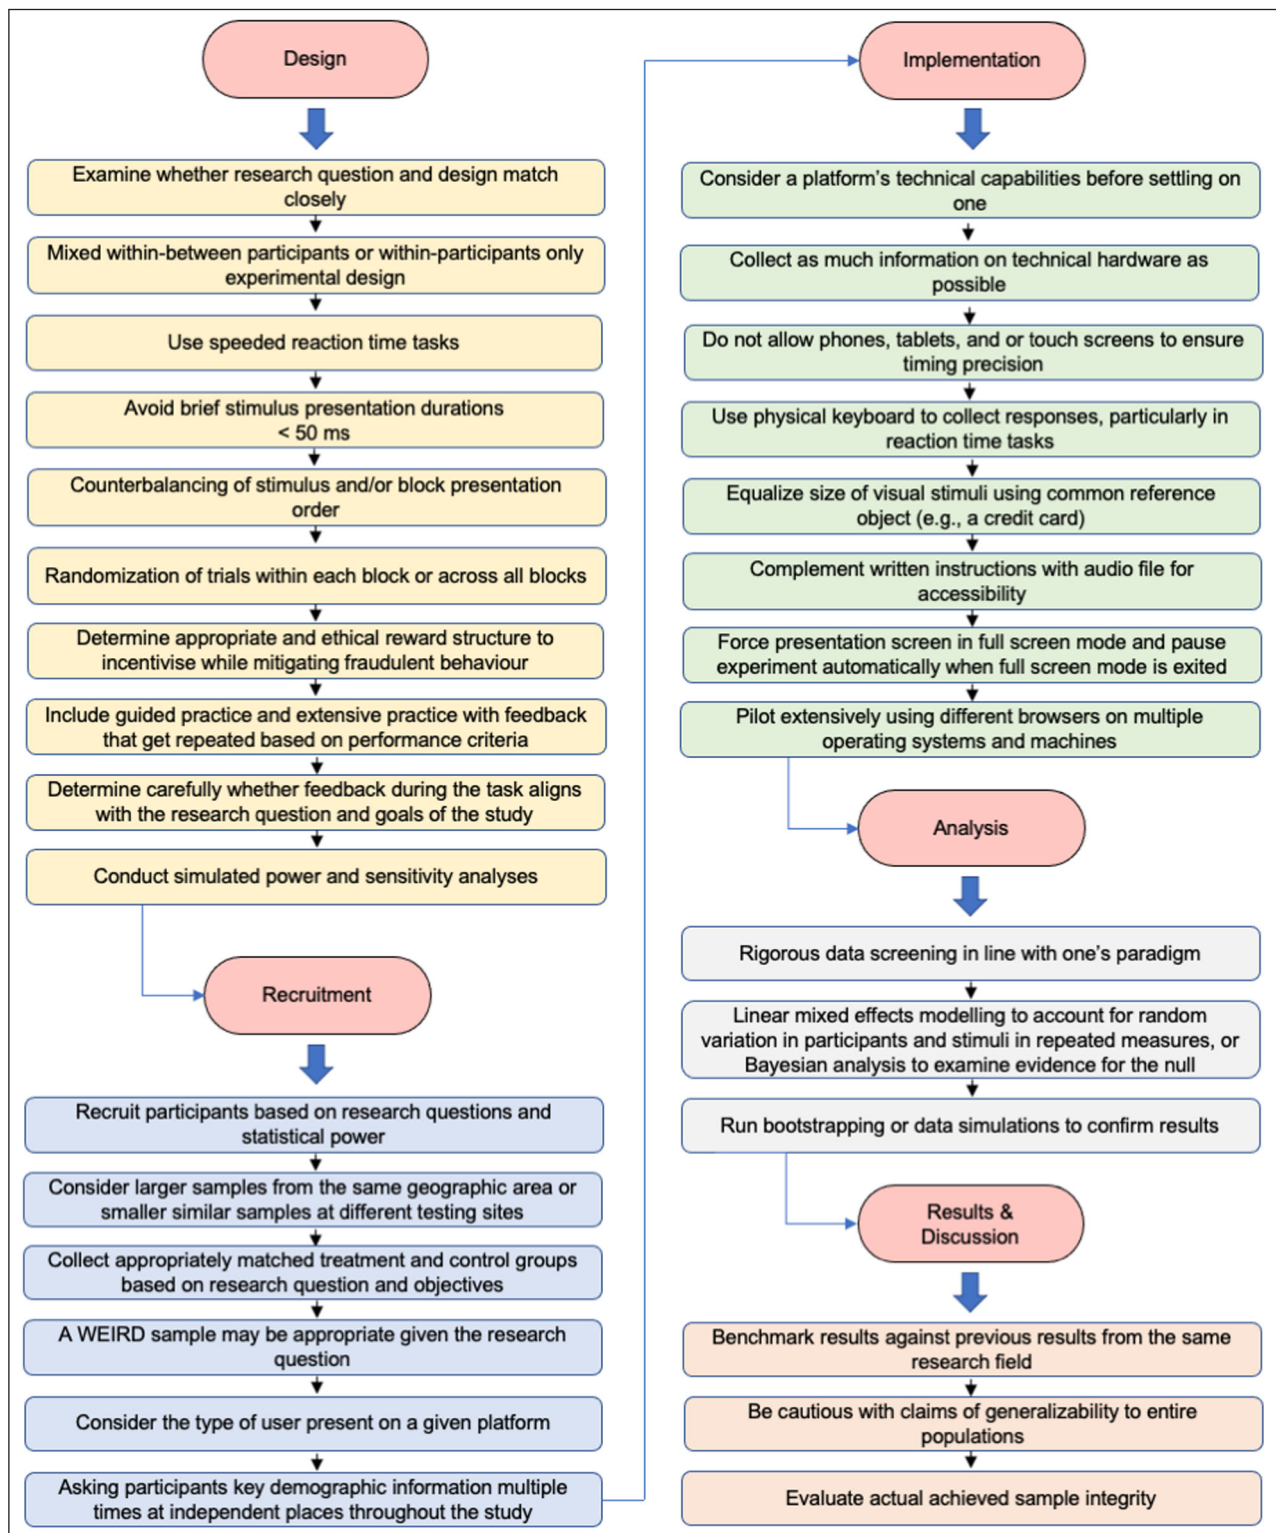 Design
Examine whether research question and design match
closely
Mixed within-between participants or within-participants only
experimental design
Use speeded reaction time tasks
Avoid brief stimulus presentation durations
< 50 ms
Counterbalancing of stimulus and/or block presentation
order
Randomization of trials within each block or across all blocks
Determine appropriate and ethical reward structure to
incentivise while mitigating fraudulent behaviour
Include guided practice and extensive practice with feedback
that get repeated based on performance criteria
Determine carefully whether feedback during the task aligns
with the research question and goals of the study
Conduct simulated power and sensitivity analyses
Recruitment
Recruit participants based on research questions and
statistical power
Consider larger samples from the same geographic area or
smaller similar samples at different testing sites
Collect appropriately matched treatment and control groups
based on research question and objectives
A WEIRD sample may be appropriate given the research
question
Consider the type of user present on a given platform
Asking participants key demographic information multiple
times at independent places throughout the study
Implementation
Consider a platform's technical capabilities before settling on
one
Collect as much information on technical hardware as
possible
Do not allow phones, tablets, and or touch screens to ensure
timing precision
Use physical keyboard to collect responses, particularly in
reaction time tasks
Equalize size of visual stimuli using common reference
object (e.g., a credit card)
Complement written instructions with audio file for
accessibility
Force presentation screen in full screen mode and pause
experiment automatically when full screen mode is exited
Pilot extensively using different browsers on multiple
operating systems and machines
Analysis
Rigorous data screening in line with one's paradigm
Linear mixed effects modelling to account for random
variation in participants and stimuli in repeated measures, or
Bayesian analysis to examine evidence for the null
Run bootstrapping or data simulations to confirm results
Results &
Discussion
Benchmark results against previous results from the same
research field
Be cautious with claims of generalizability to entire
populations
Evaluate actual achieved sample integrity